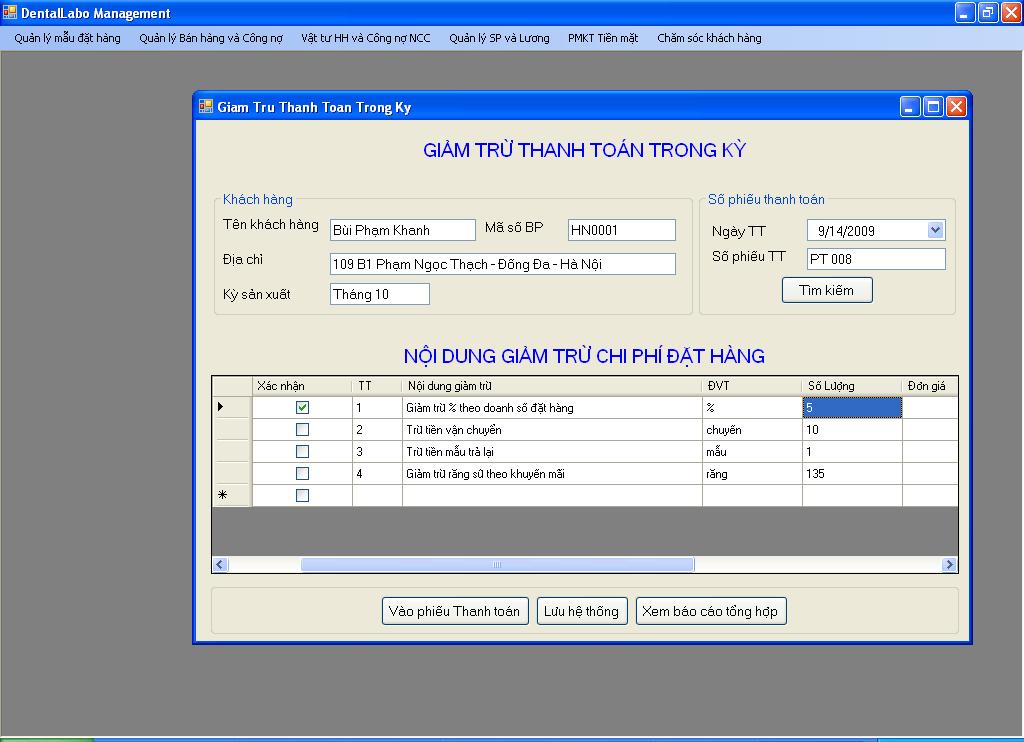 DentalLabo Management
Quản lý mẫu đặt hàng Quản lý Bán hàng và Công nợ Vật tư HH và Công nợ NCC Quản lý SP và Lương PMKT Tiền mặt Chăm sóc khách hàng
Giam Tru Thanh Toan Trong Ky
GIẢM TRỪ THANH TOÁN TRONG KỲ
Khách hàng
Tên khách hàng Bùi Phạm Khanh Mã số BP HN0001
Địa chỉ 109 B1 Phạm Ngọc Thạch - Đống Đa - Hà Nội
Kỳ sản xuất Tháng 10
Số phiếu thanh toán
Ngày TT 9/14/2009
Số phiếu TT PT 008
Tìm kiếm
NỘI DUNG GIẢM TRỪ CHI PHÍ ĐẶT HÀNG
Xác nhận TT Nội dung giảm trừ ĐVT Số Lượng Đơn giá
1 Giảm trừ % theo doanh số đặt hàng % 5
2 Trừ tiền vận chuyển chuyến 10
3 Trừ tiền mẫu trả lại mẫu 1
4 Giảm trừ răng sứ theo khuyến mãi răng 135
Vào phiếu Thanh toán Lưu hệ thống Xem báo cáo tổng hợp